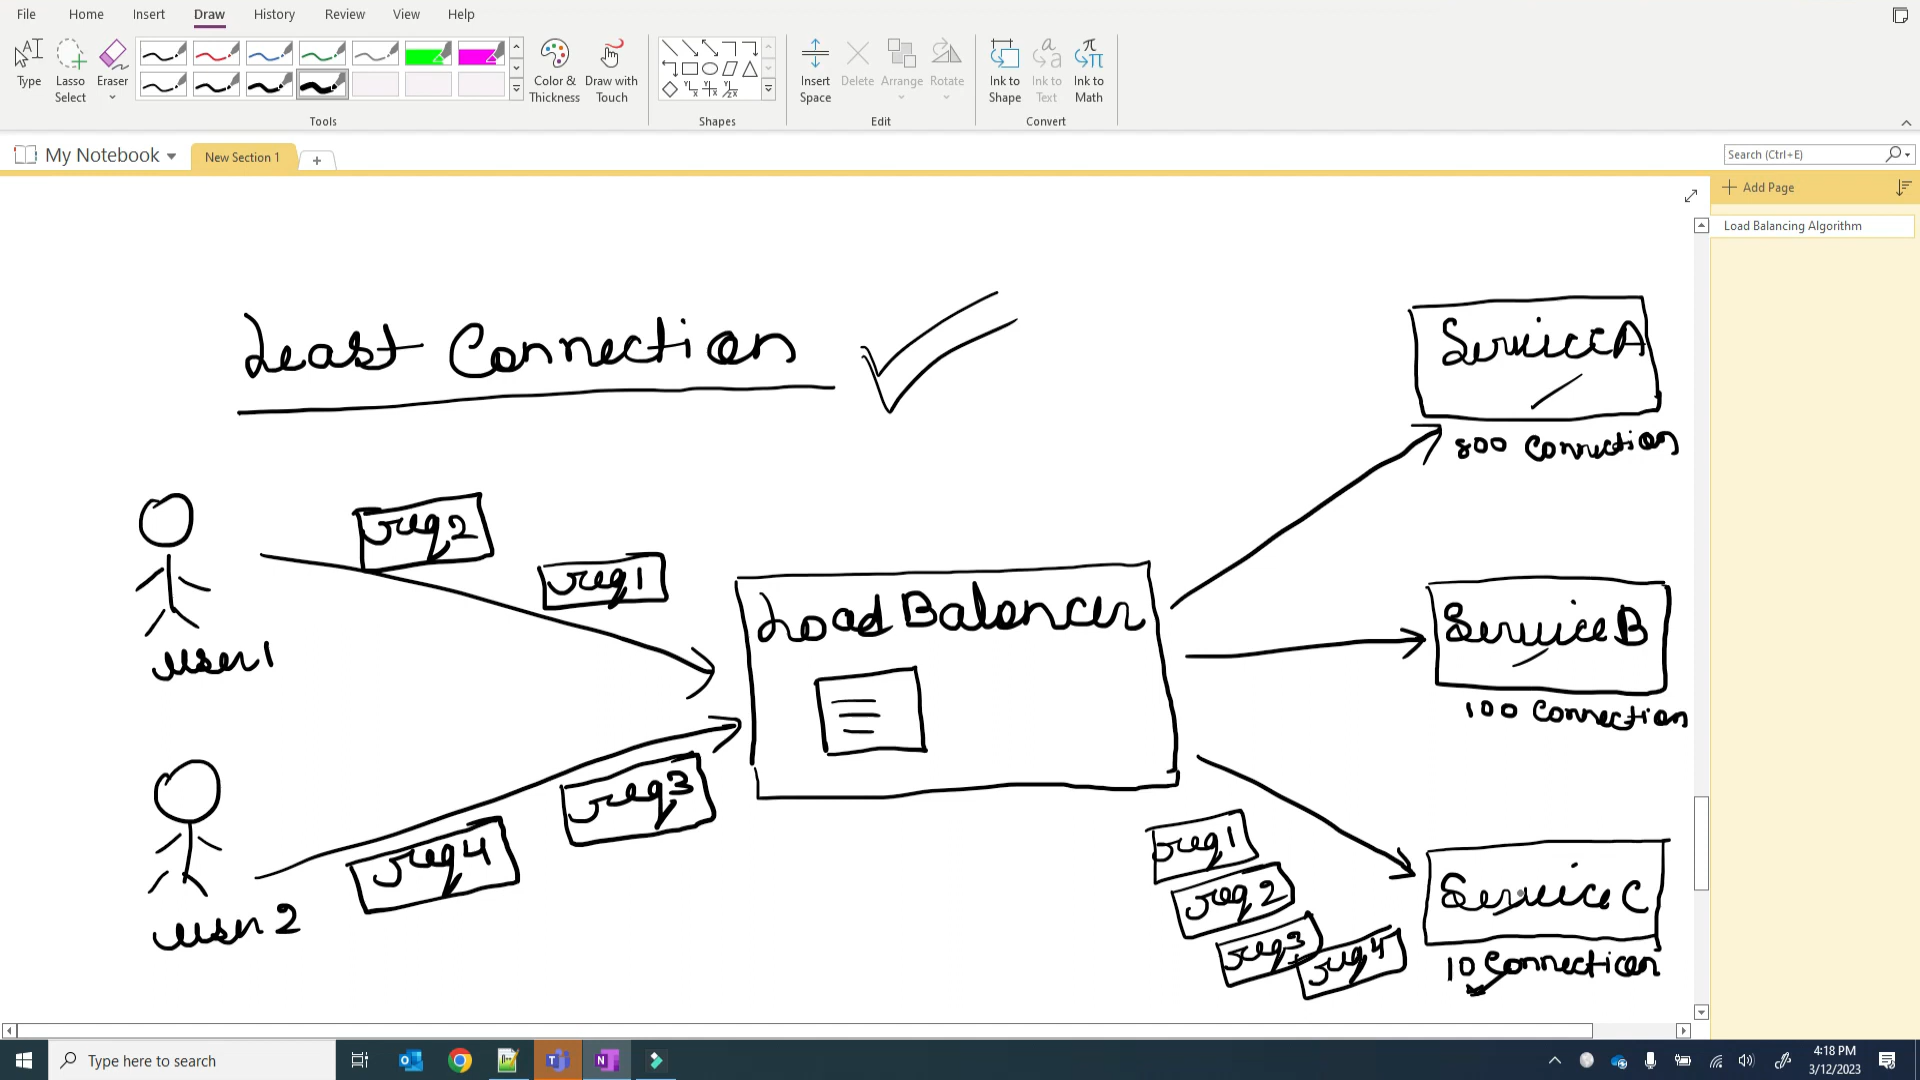 File Home Insert Draw History Review View Help
Type
Lasso
Select
Eraser
Color &
Thickness
Draw with
Touch
Insert
Space
Delete
Arrange
Rotate
Ink to
Shape
Ink to
Text
Ink to
Math
Tools
Shapes
Edit
Convert
My Notebook
New Section 1
Search (Ctrl+E)
Add Page
Load Balancing Algorithm
Least Connection
Service A
800 Connection
req2
req1
user1
Load Balancer
Service B
100 Connection
req3
req4
user 2
req1
req2
req3
req4
Service C
10 Connection
Type here to search
4:18 PM
3/12/2023